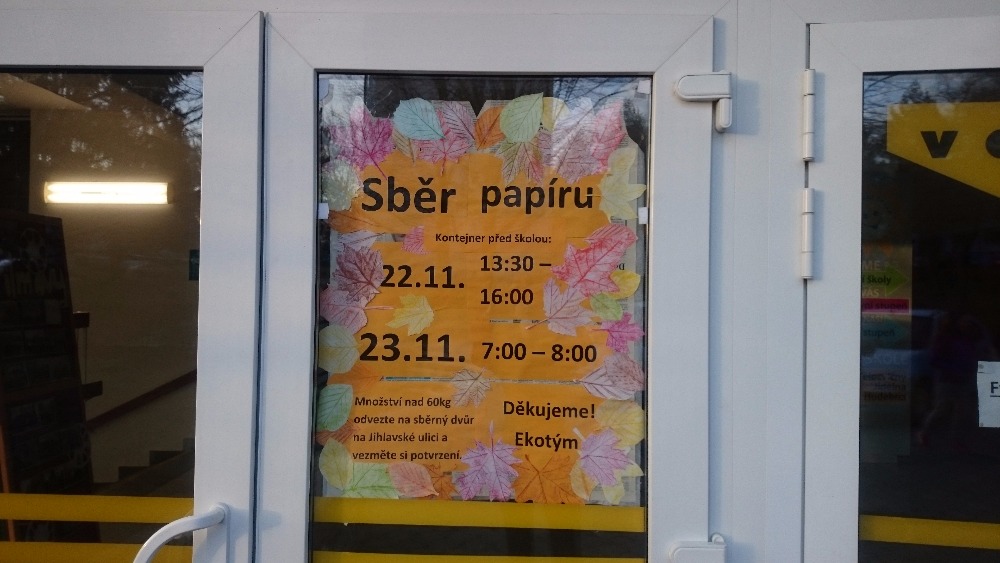 Sběr papíru
Kontejner před školou:
22.11. 13:30 –
16:00
23.11. 7:00 – 8:00
Množství nad 60kg
odvezte na sběrný dvůr
na Jihlavské ulici a
vezměte si potvrzení.
Děkujeme!
Ekotým
V
školy